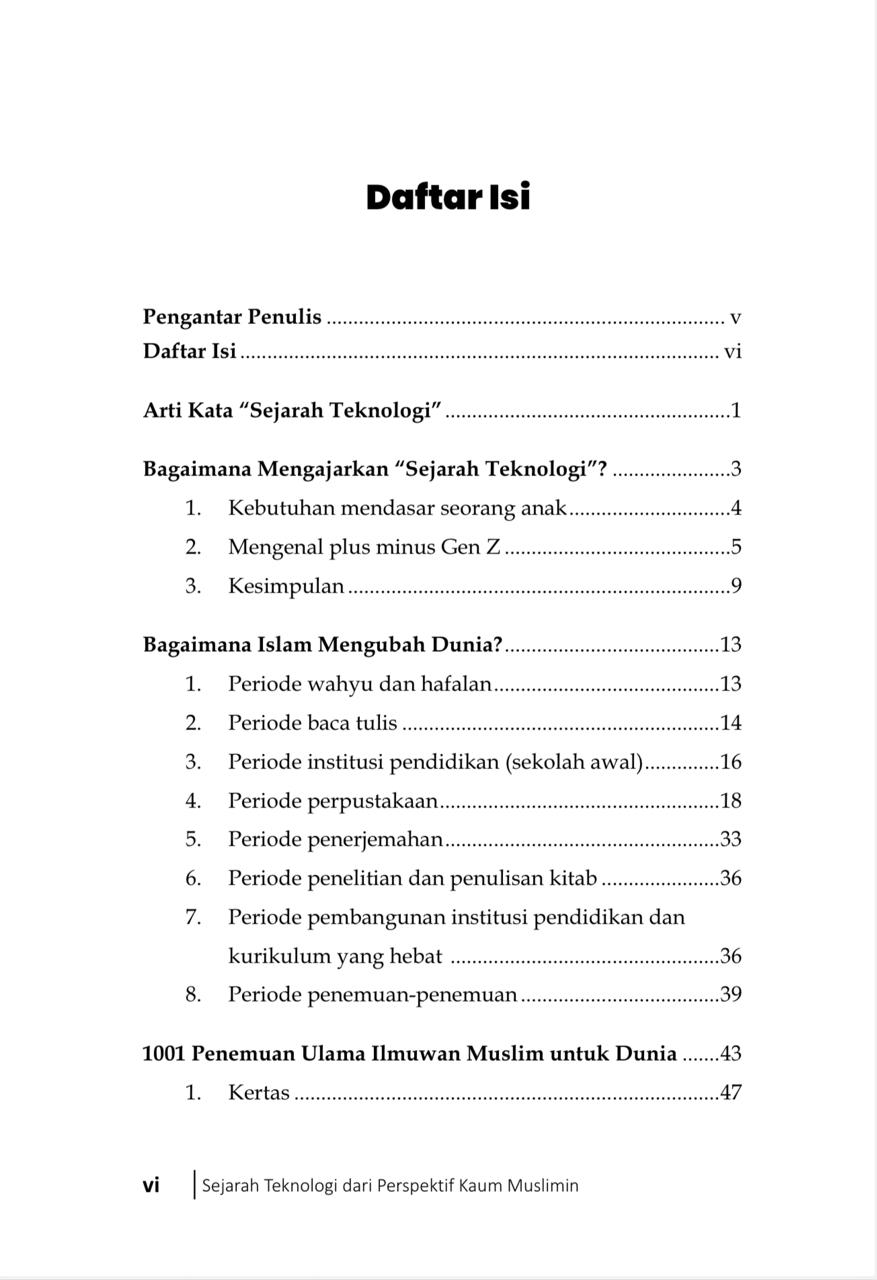 Daftar Isi
Pengantar Penulis ........................................................................... v
Daftar Isi .......................................................................................... vi
Arti Kata “Sejarah Teknologi” .....................................................1
Bagaimana Mengajarkan “Sejarah Teknologi”? ......................3
1. Kebutuhan mendasar seorang anak..............................4
2. Mengenal plus minus Gen Z ..........................................5
3. Kesimpulan ........................................................................9
Bagaimana Islam Mengubah Dunia?........................................13
1. Periode wahyu dan hafalan..........................................13
2. Periode baca tulis ...........................................................14
3. Periode institusi pendidikan (sekolah awal)..............16
4. Periode perpustakaan....................................................18
5. Periode penerjemahan...................................................33
6. Periode penelitian dan penulisan kitab ......................36
7. Periode pembangunan institusi pendidikan dan
kurikulum yang hebat ..................................................36
8. Periode penemuan-penemuan.....................................39
1001 Penemuan Ulama Ilmuwan Muslim untuk Dunia .......43
1. Kertas ...............................................................................47
vi | Sejarah Teknologi dari Perspektif Kaum Muslimin